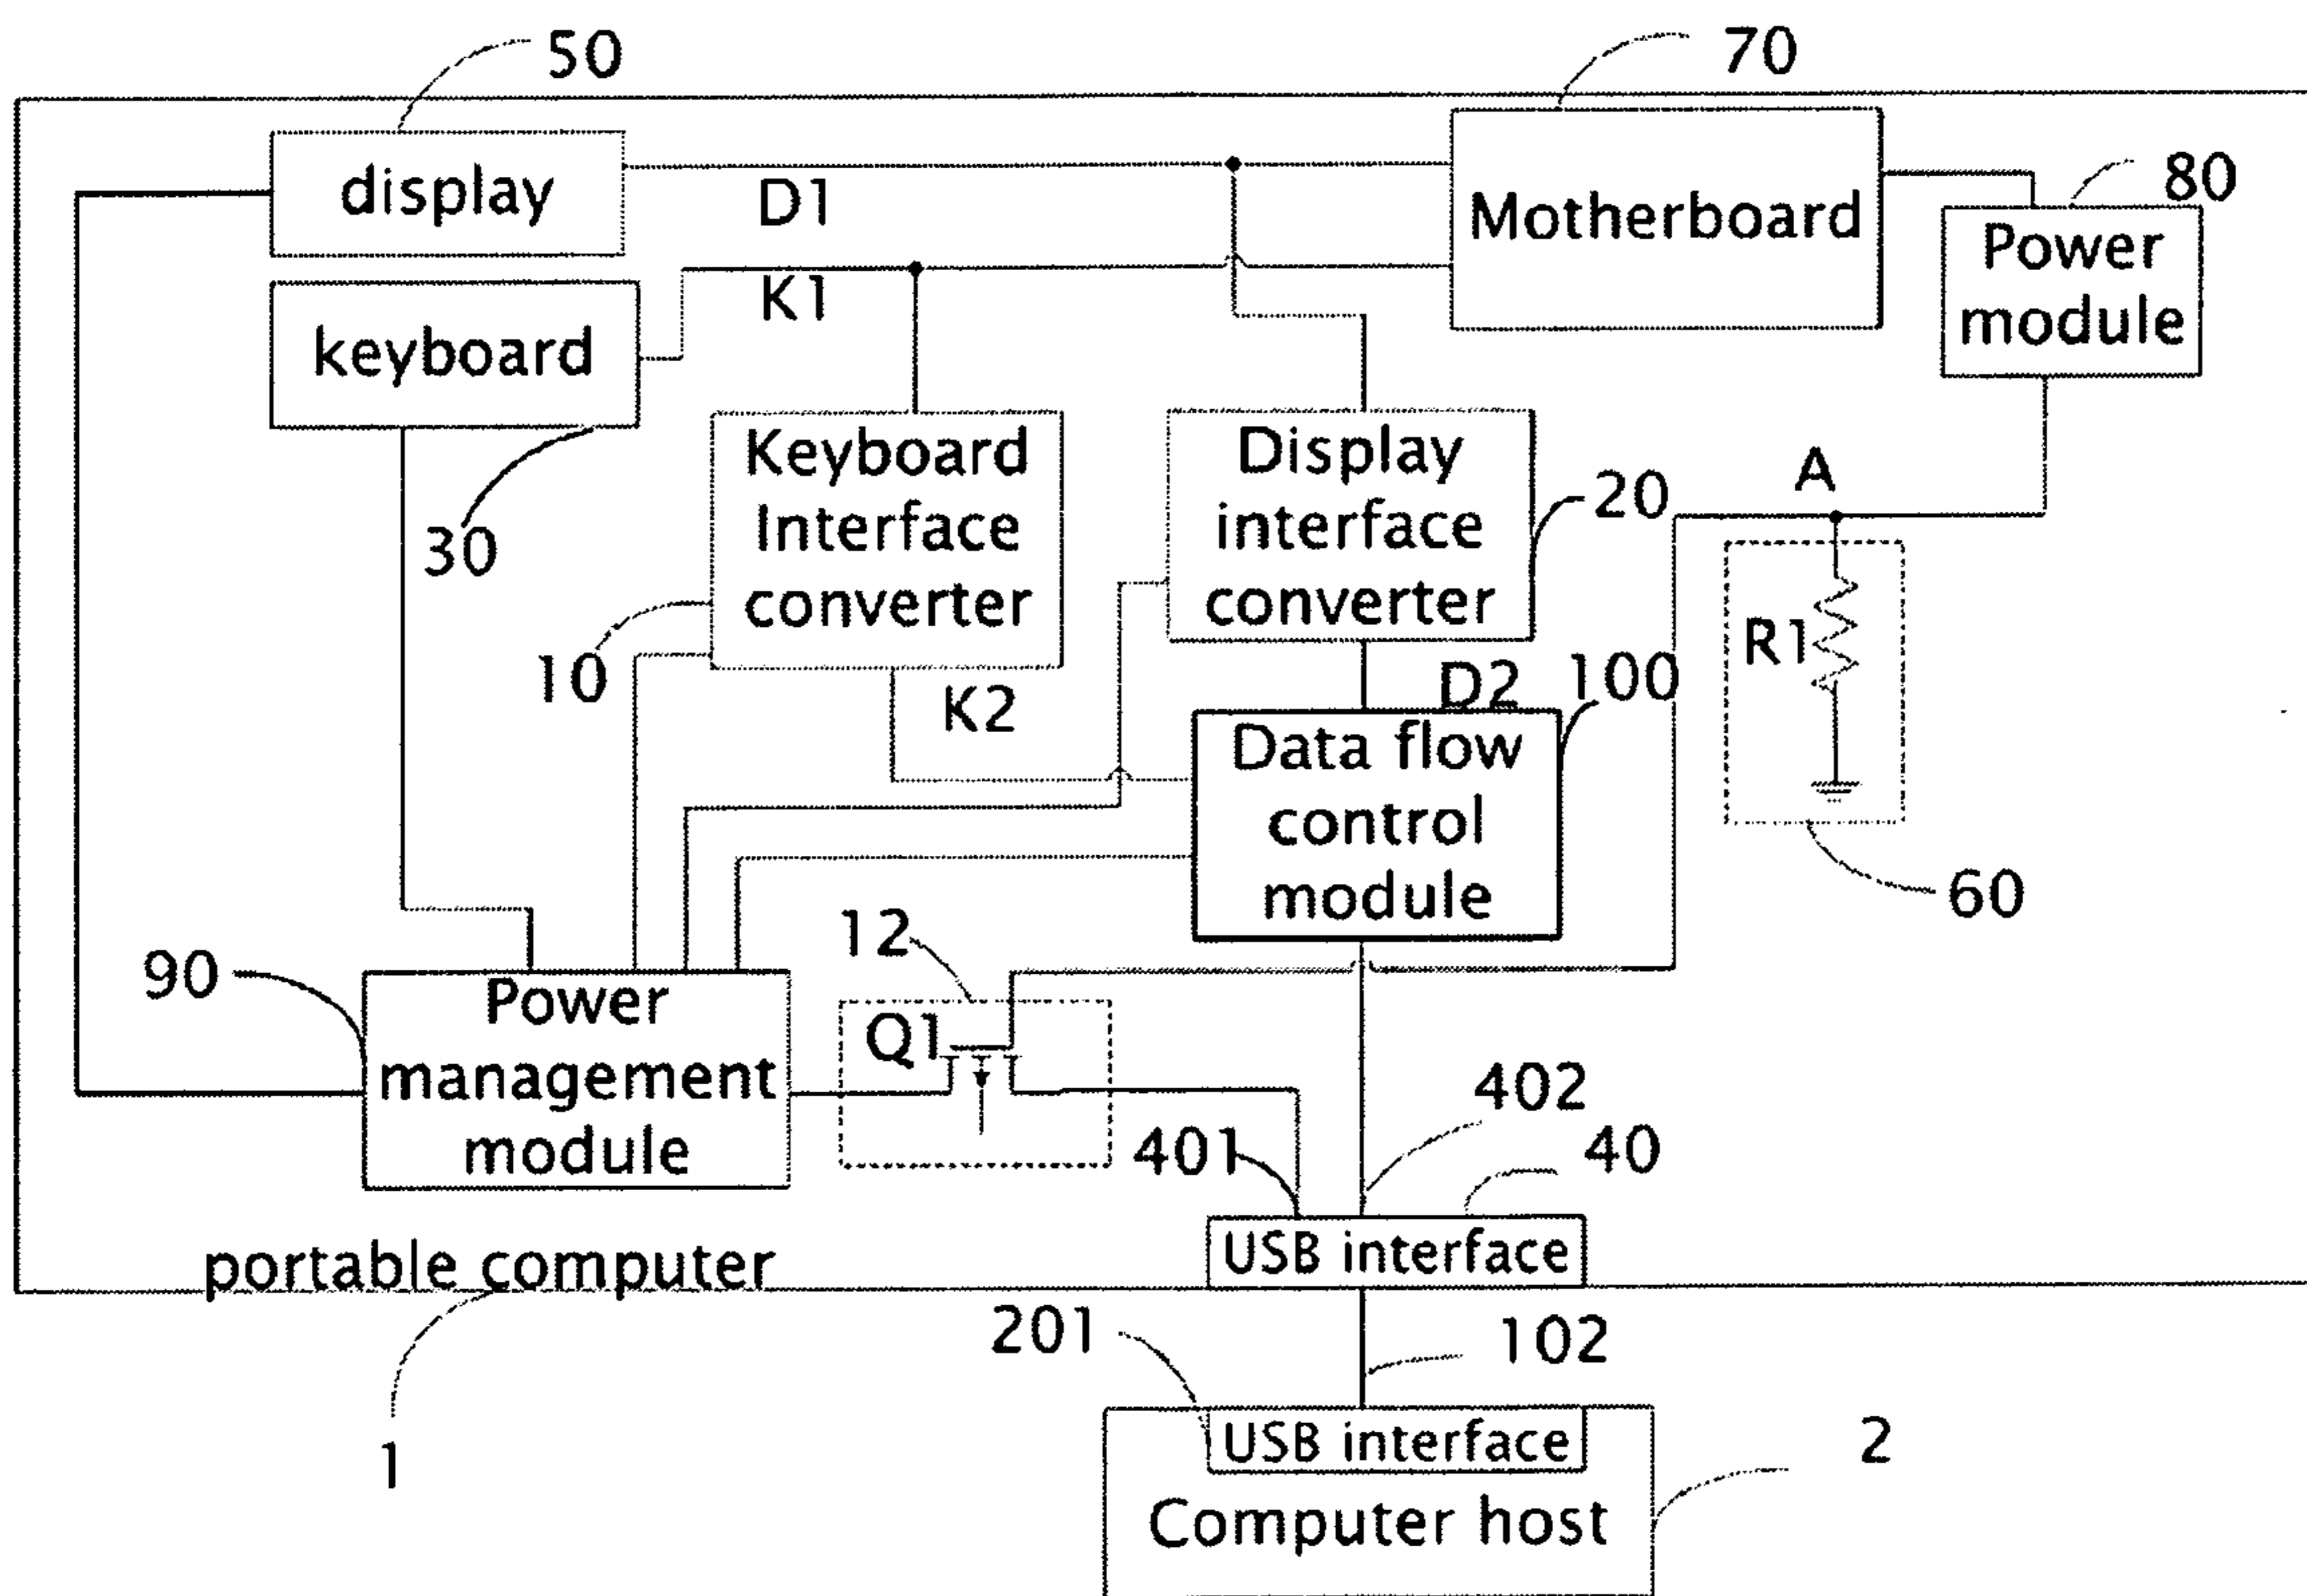 50
70
display
D1
Motherboard
80
Power
module
K1
keyboard
30
Keyboard
Interface
converter
10
K2
Display
interface
converter
20
A
R1
60
D2
100
Data flow
control
module
90
Power
management
module
12
Q1
401
402
40
USB interface
portable computer
1
201
102
USB interface
2
Computer host